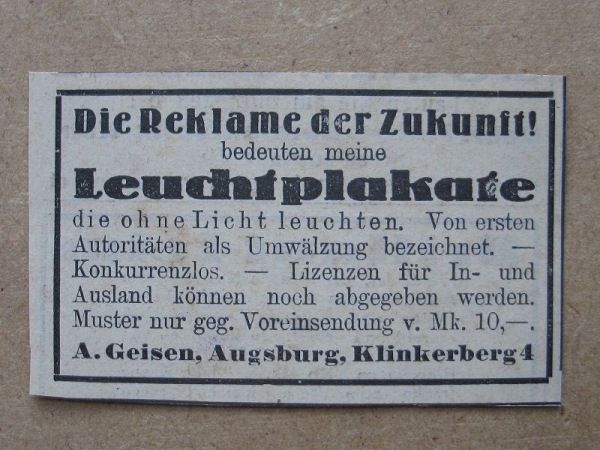 Die Reklame der Zukunft!
bedeuten meine
Leuchtplakate
die ohne Licht leuchten. Von ersten
Autoritäten als Umwälzung bezeichnet. —
Konkurrenzlos. — Lizenzen für In- und
Ausland können noch abgegeben werden.
Muster nur geg. Voreinsendung v. Mk. 10,—.
A. Geisen, Augsburg, Klinkerberg 4